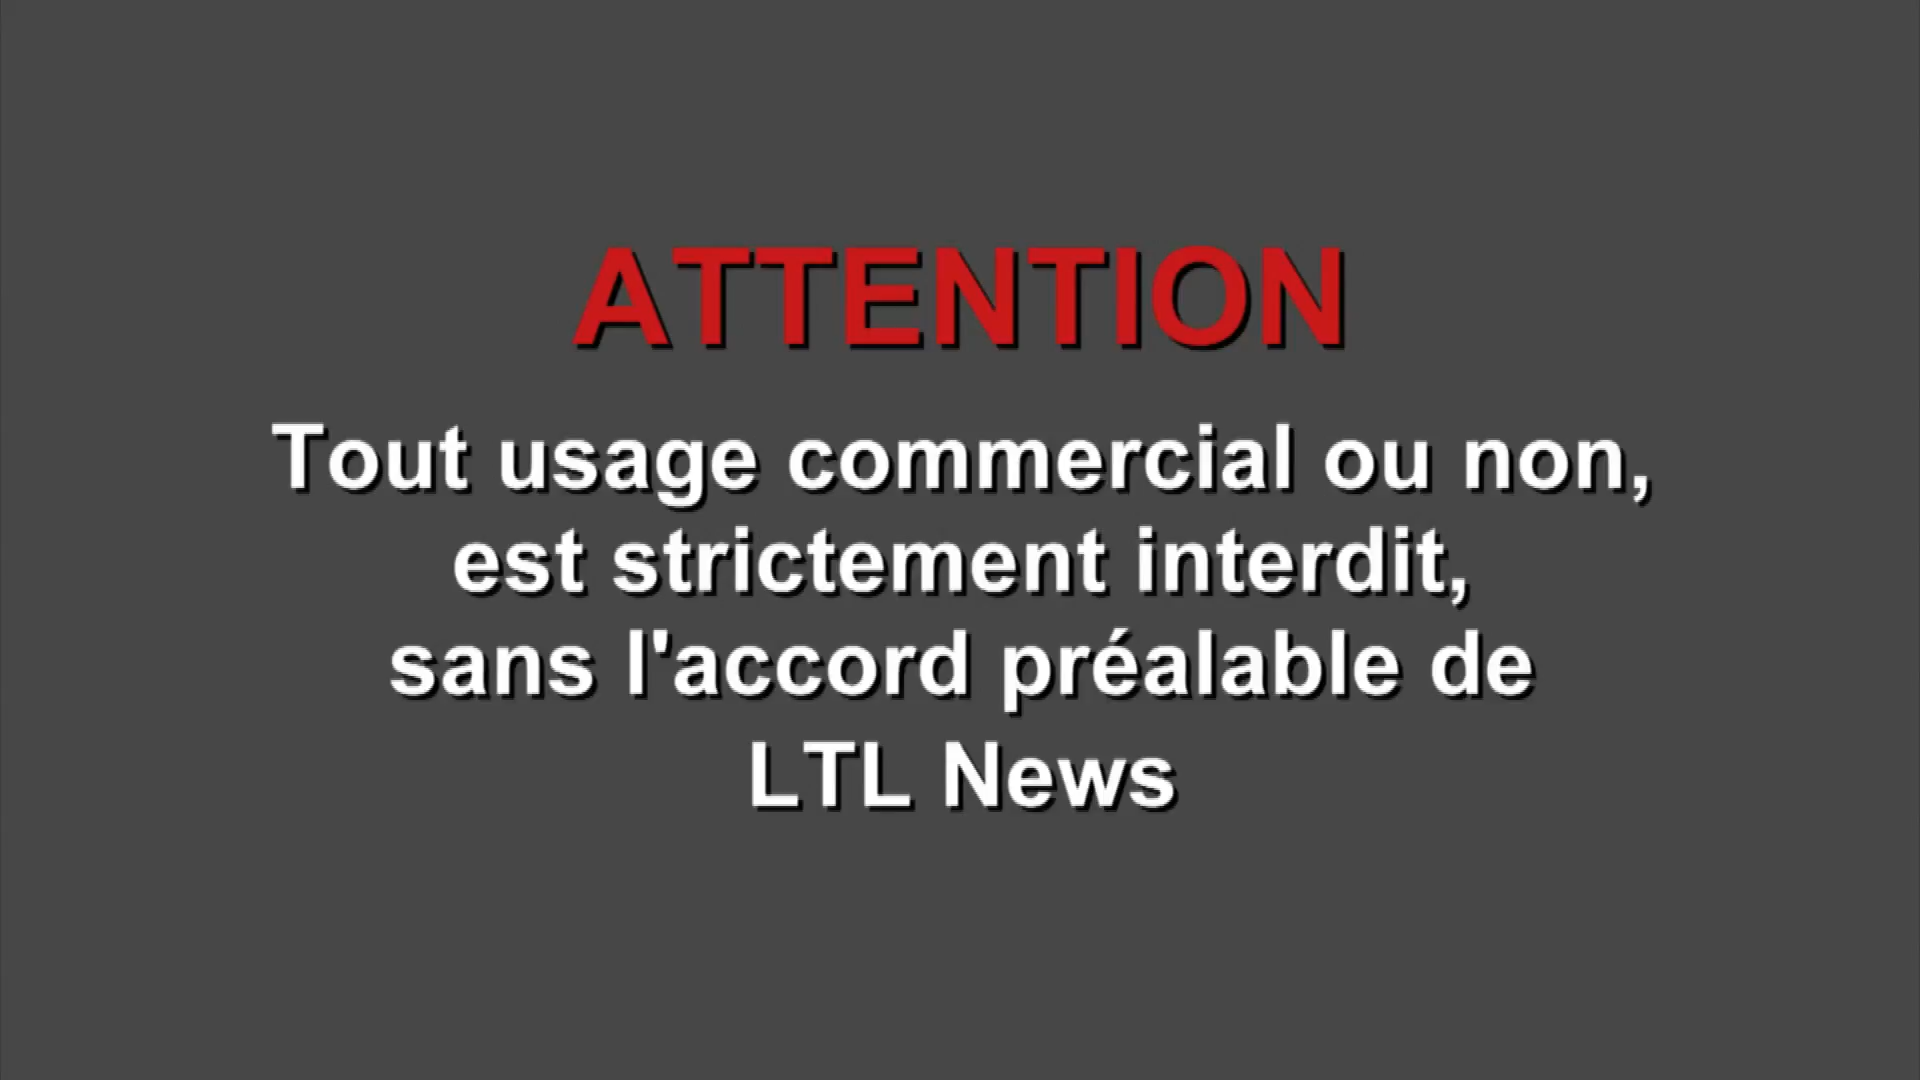 ATTENTION
Tout usage commercial ou non,
est strictement interdit,
sans l'accord préalable de
LTL News